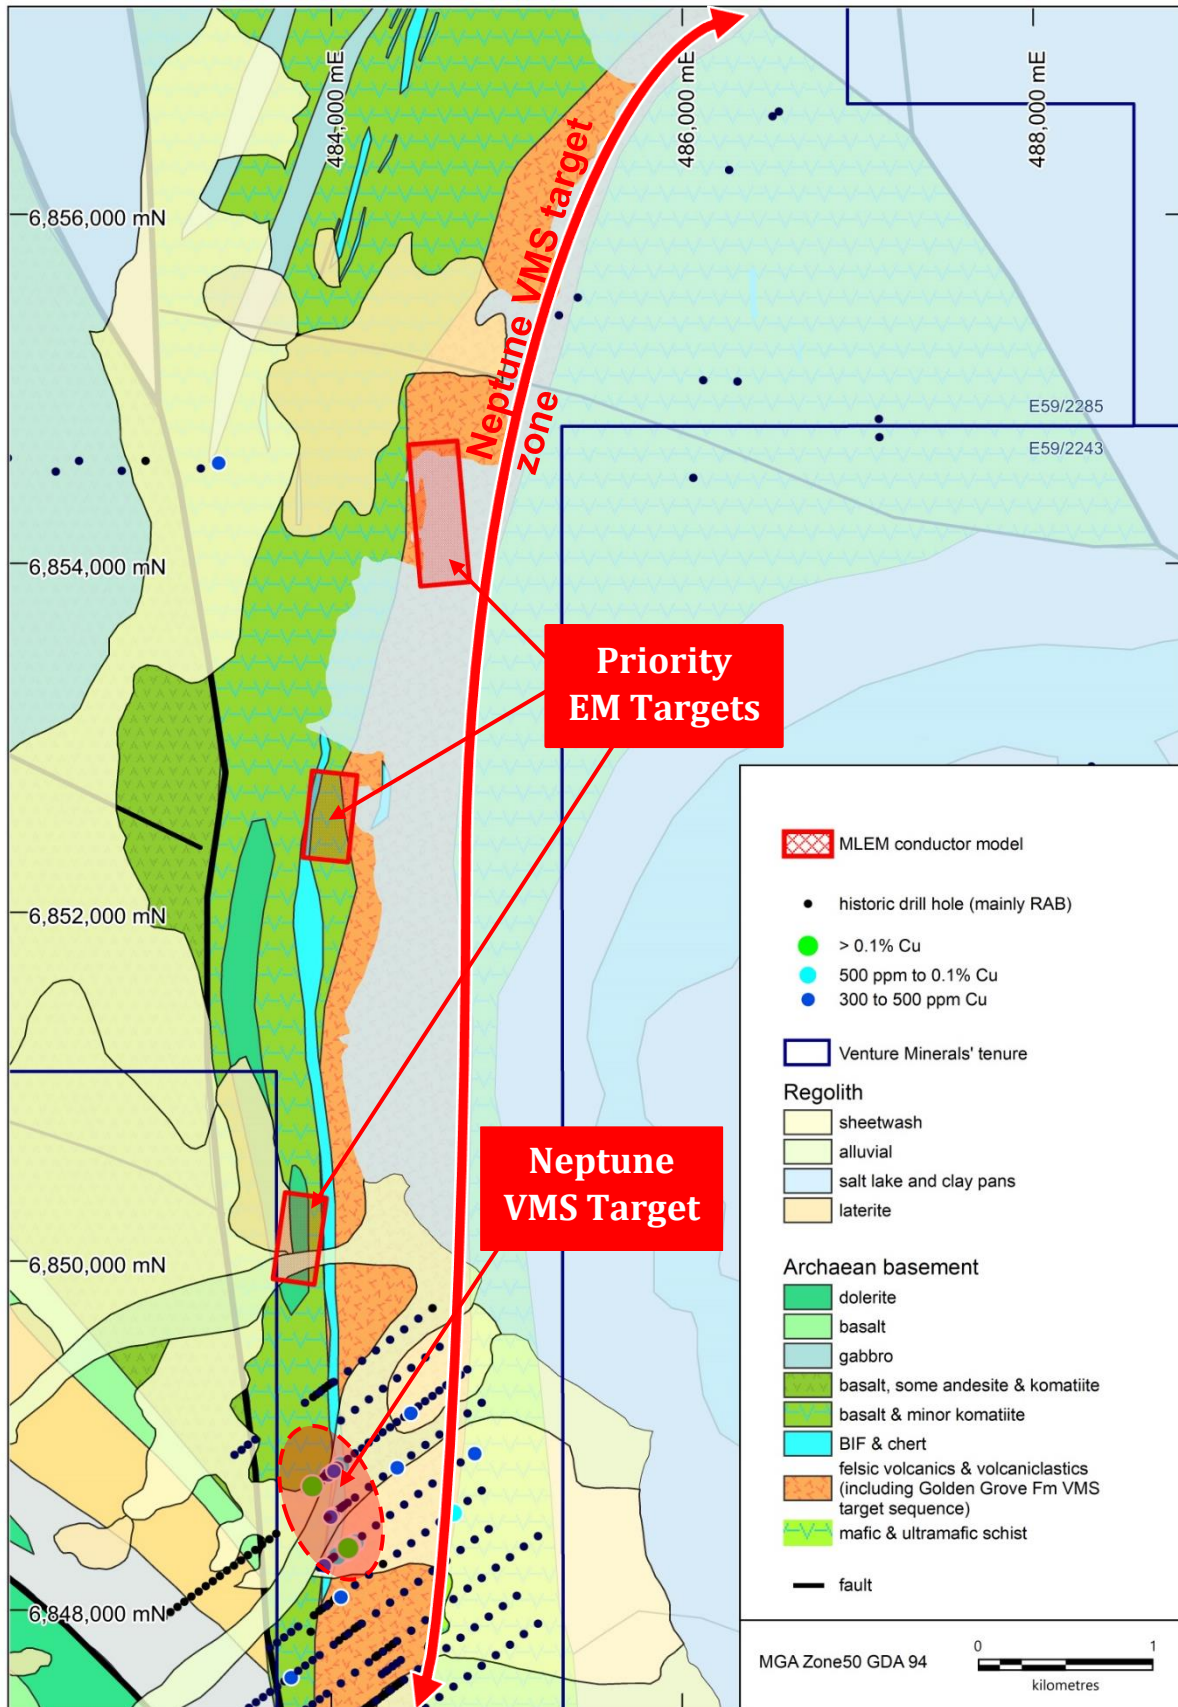 484,000 mE
486,000 mE
488,000 mE
6,856,000 mN
Neptune VMS target
zone
E59/2285
E59/2243
6,854,000 mN
Priority
EM Targets
MLEM conductor model
historic drill hole (mainly RAB)
6,852,000 mN
> 0.1% Cu
500 ppm to 0.1% Cu
300 to 500 ppm Cu
Venture Minerals' tenure
Regolith
sheetwash
alluvial
salt lake and clay pans
laterite
Neptune
VMS Target
6,850,000 mN
Archaean basement
dolerite
basalt
gabbro
basalt, some andesite & komatiite
basalt & minor komatiite
BIF & chert
felsic volcanics & volcaniclastics
(including Golden Grove Fm VMS
target sequence)
mafic & ultramafic schist
fault
6,848,000 mN
MGA Zone50 GDA 94
0
1
kilometres